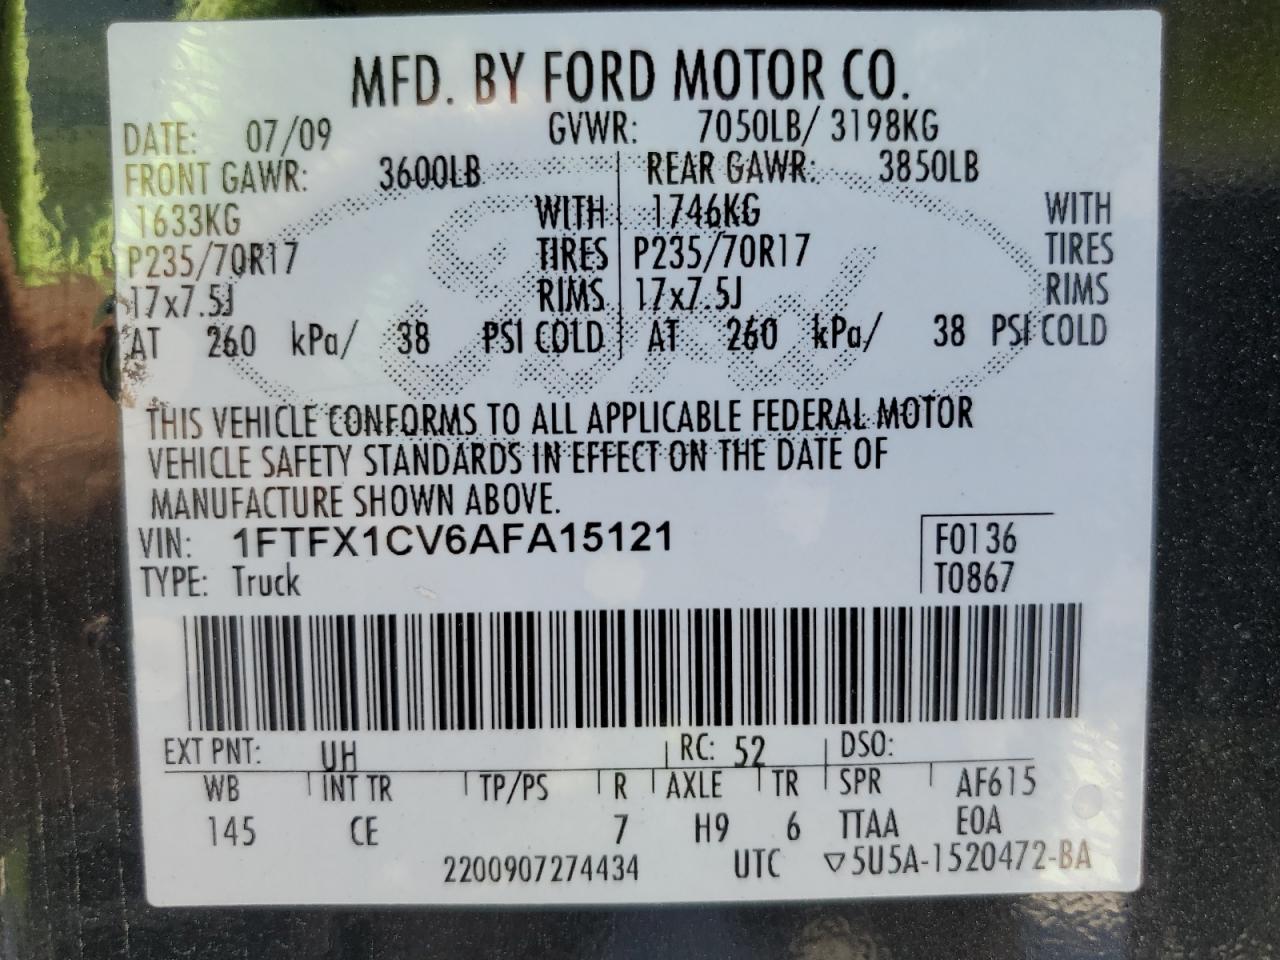 MFD. BY FORD MOTOR CO.
DATE: 07/09 GVWR: 7050LB/ 3198KG
FRONT GAWR: 3600LB REAR GAWR: 3850LB
1633KG WITH 1746KG WITH
P235/70R17 TIRES P235/70R17 TIRES
17x7.5J RIMS 17x7.5J RIMS
AT 260 kPa/ 38 PSI COLD AT 260 kPa/ 38 PSI COLD
Ford
THIS VEHICLE CONFORMS TO ALL APPLICABLE FEDERAL MOTOR
VEHICLE SAFETY STANDARDS IN EFFECT ON THE DATE OF
MANUFACTURE SHOWN ABOVE.
VIN: 1FTFX1CV6AFA15121 F0136
TYPE: Truck T0867
EXT PNT: UH RC: 52 DSO:
WB INT TR TP/PS R AXLE TR SPR AF615
145 CE 7 H9 6 TTAA E0A
2200907274434 UTC ▽5U5A-1520472-BA